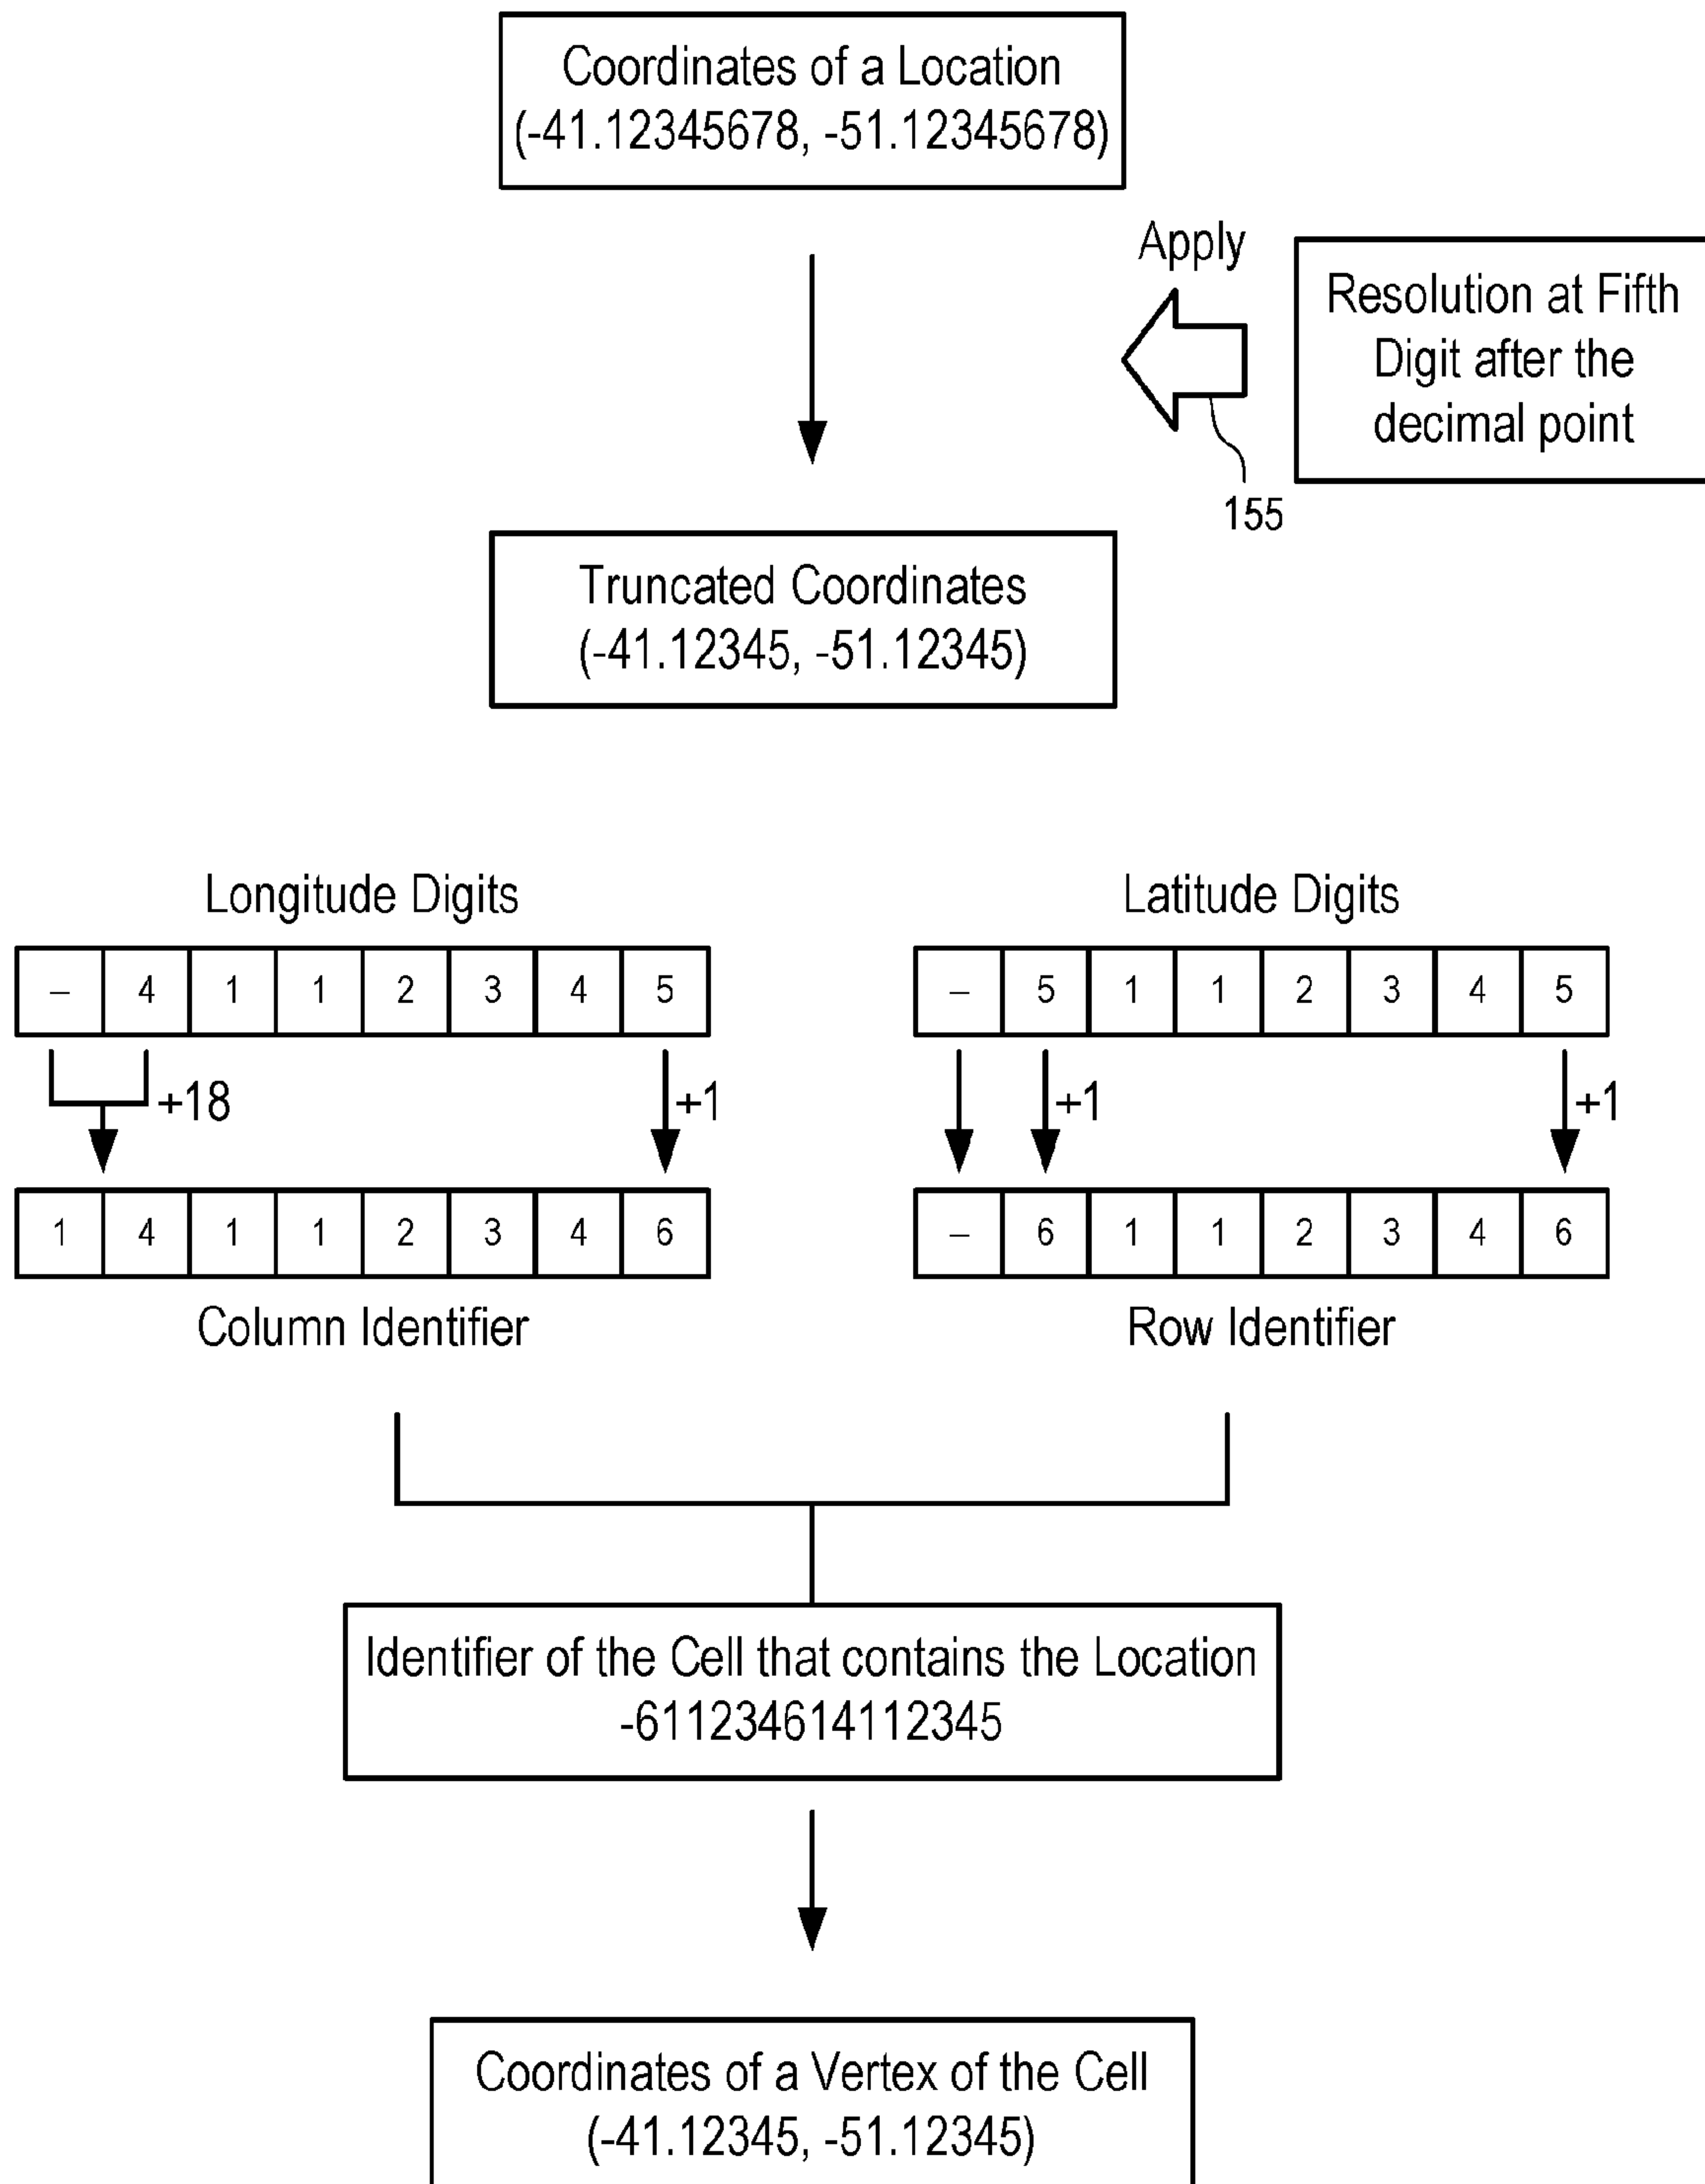 Coordinates of a Location
(-41.12345678, -51.12345678)
Apply
Resolution at Fifth
Digit after the
decimal point
155
Truncated Coordinates
(-41.12345, -51.12345)
Longitude Digits
– 4 1 1 2 3 4 5
+18 +1
1 4 1 1 2 3 4 6
Column Identifier
Latitude Digits
– 5 1 1 2 3 4 5
+1 +1
– 6 1 1 2 3 4 6
Row Identifier
Identifier of the Cell that contains the Location
-611234614112345
Coordinates of a Vertex of the Cell
(-41.12345, -51.12345)